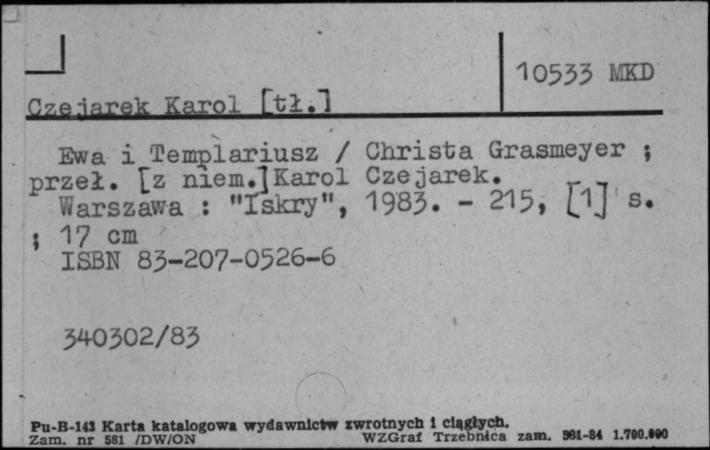 10533 MKD
Czejarek Karol [tł.]
Ewa i Templariusz / Christa Grasmeyer ;
przeł. [z niem.] Karol Czejarek.
Warszawa : "Iskry", 1983. - 215, [1] s.
; 17 cm
ISBN 83-207-0526-6
340302/83
Pu-B-143 Karta katalogowa wydawnictw zwrotnych i ciągłych.
Zam. nr 581 /DW/ON WZGraf Trzebnica zam. 981-84 1.700.000